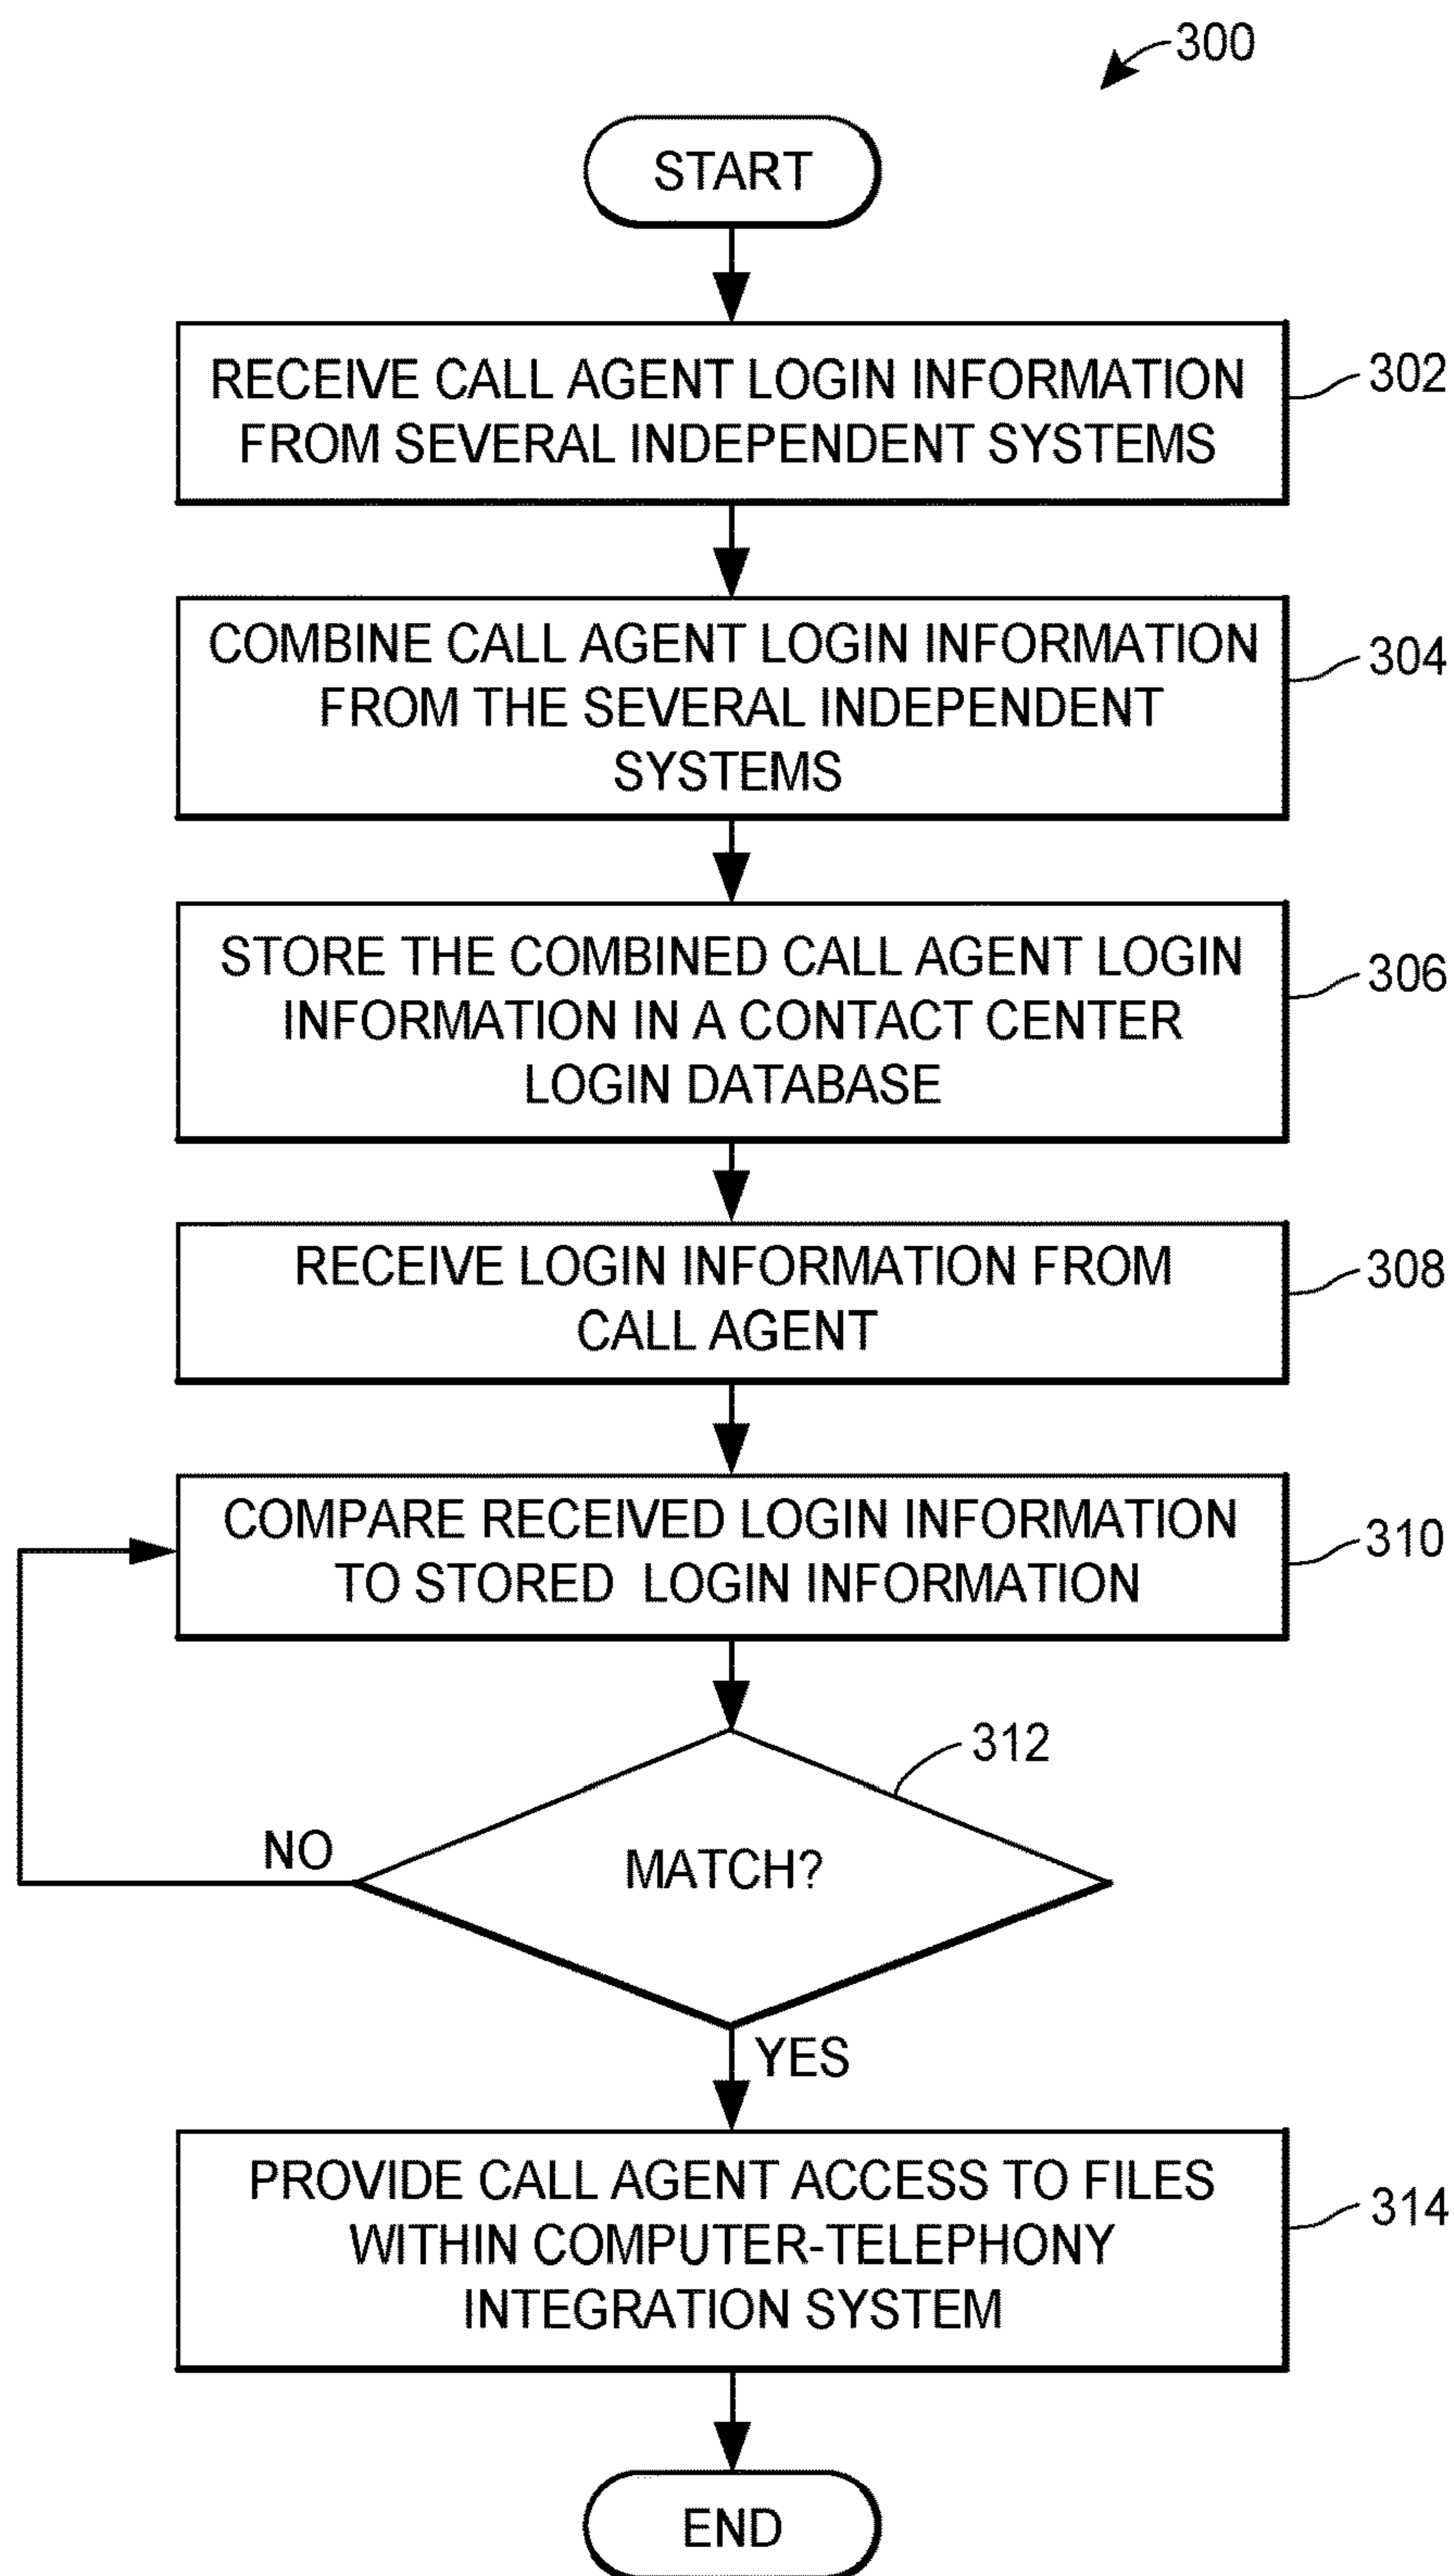 300
START
RECEIVE CALL AGENT LOGIN INFORMATION
FROM SEVERAL INDEPENDENT SYSTEMS
302
COMBINE CALL AGENT LOGIN INFORMATION
FROM THE SEVERAL INDEPENDENT
SYSTEMS
304
STORE THE COMBINED CALL AGENT LOGIN
INFORMATION IN A CONTACT CENTER
LOGIN DATABASE
306
RECEIVE LOGIN INFORMATION FROM
CALL AGENT
308
COMPARE RECEIVED LOGIN INFORMATION
TO STORED LOGIN INFORMATION
310
312
MATCH?
NO
YES
PROVIDE CALL AGENT ACCESS TO FILES
WITHIN COMPUTER-TELEPHONY
INTEGRATION SYSTEM
314
END